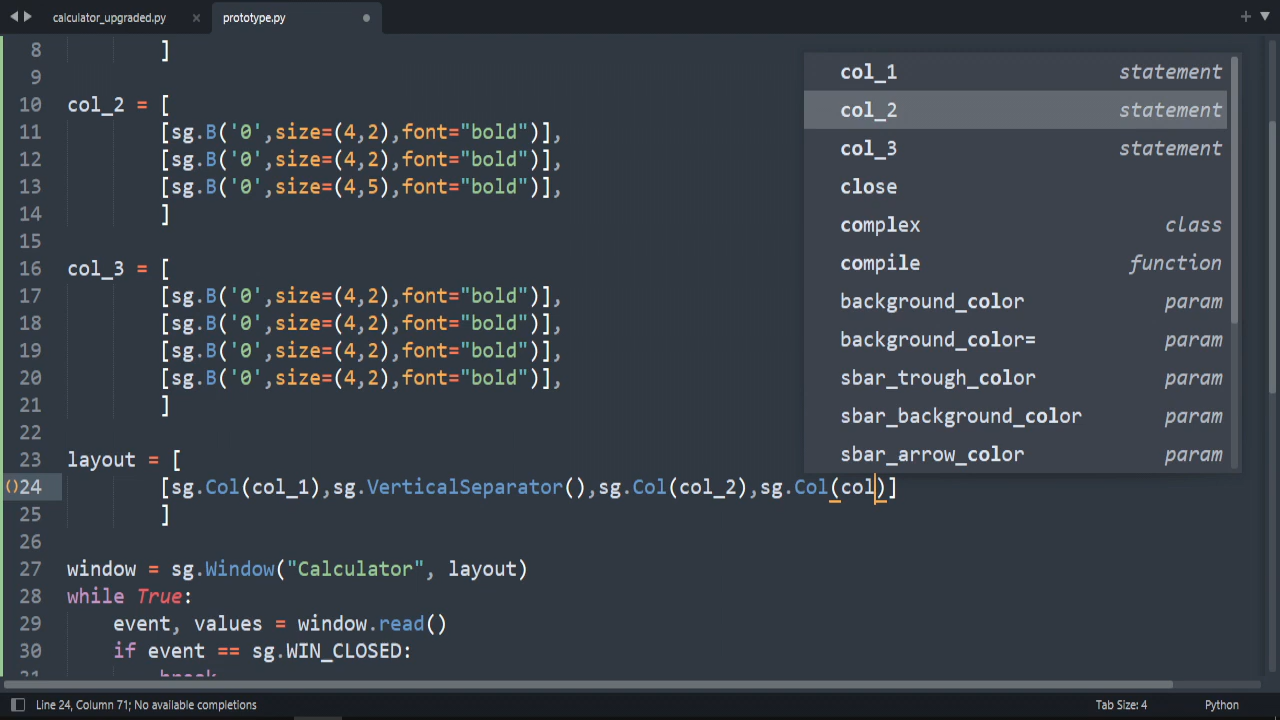 calculator_upgraded.py × prototype.py
8 ]
9
10 col_2 = [
11 [sg.B('0',size=(4,2),font="bold")],
12 [sg.B('0',size=(4,2),font="bold")],
13 [sg.B('0',size=(4,5),font="bold")],
14 ]
15
16 col_3 = [
17 [sg.B('0',size=(4,2),font="bold")],
18 [sg.B('0',size=(4,2),font="bold")],
19 [sg.B('0',size=(4,2),font="bold")],
20 [sg.B('0',size=(4,2),font="bold")],
21 ]
22
23 layout = [
()24 [sg.Col(col_1),sg.VerticalSeparator(),sg.Col(col_2),sg.Col(col)]
25 ]
26
27 window = sg.Window("Calculator", layout)
28 while True:
29 event, values = window.read()
30 if event == sg.WIN_CLOSED:
31 break
col_1 statement
col_2 statement
col_3 statement
close
complex class
compile function
background_color param
background_color= param
sbar_trough_color param
sbar_background_color param
sbar_arrow_color param
Line 24, Column 71; No available completions Tab Size: 4 Python